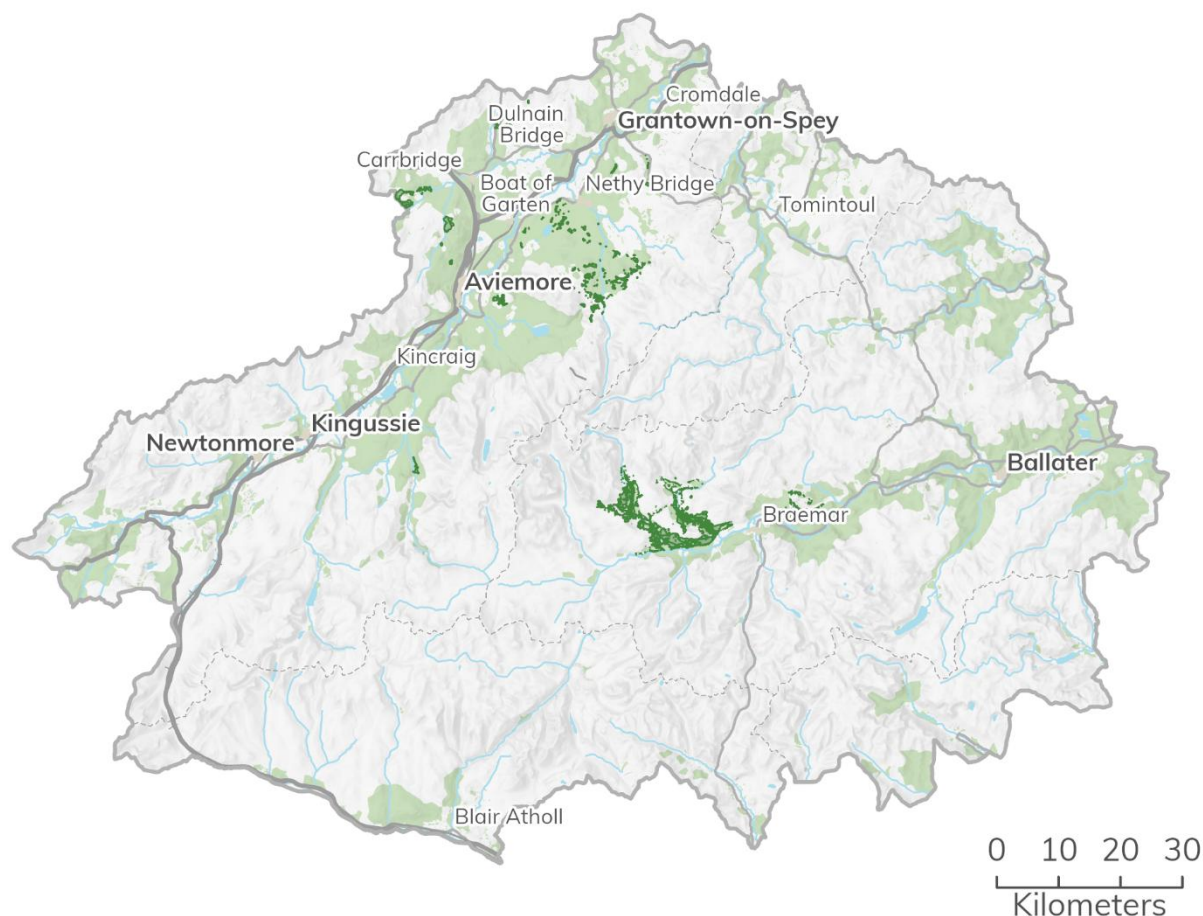 Cromdale
Dulnain
Bridge
Grantown-on-Spey
Carrbridge
Boat of
Garten
Nethy Bridge
Tomintoul
Aviemore
Kincraig
Kingussie
Newtonmore
Ballater
Braemar
Blair Atholl
0 10 20 30
Kilometers